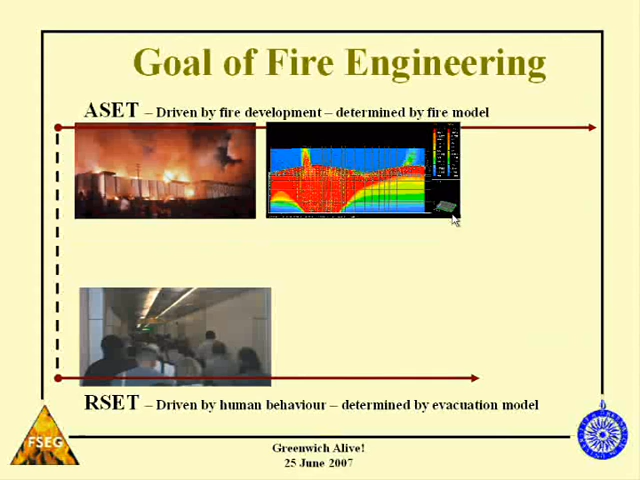 Goal of Fire Engineering
ASET – Driven by fire development – determined by fire model
RSET – Driven by human behaviour – determined by evacuation model
FSEG
Greenwich Alive!
25 June 2007